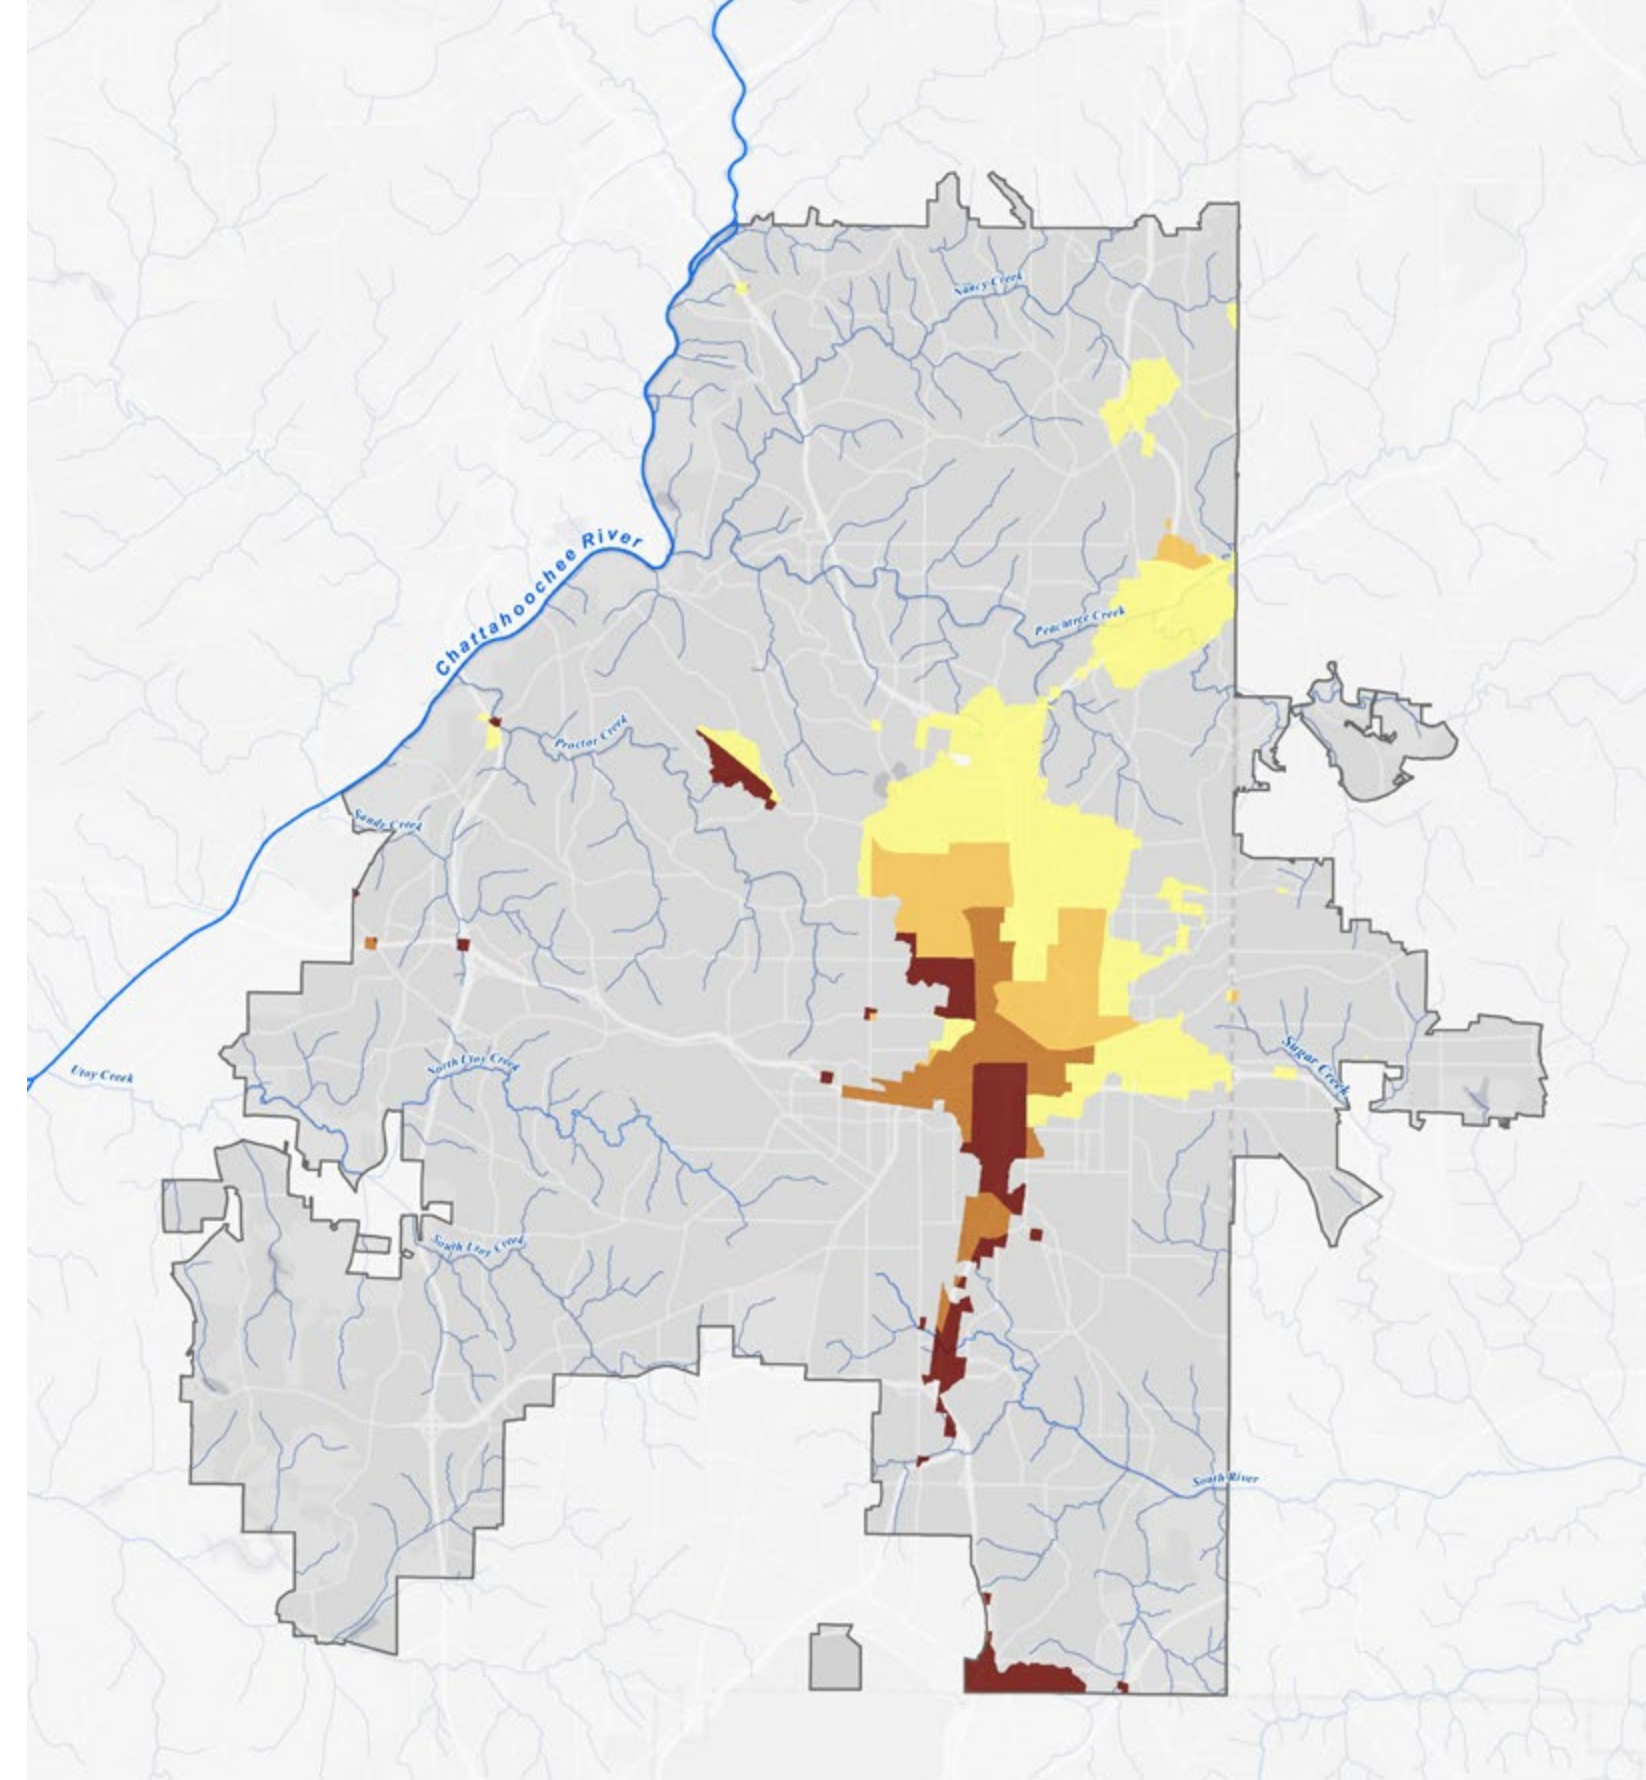 Nancy Creek
Chattahoochee River
Peachtree Creek
Proctor Creek
Sandy Creek
Utoy Creek
North Utoy Creek
Sugar Creek
South Utoy Creek
South River